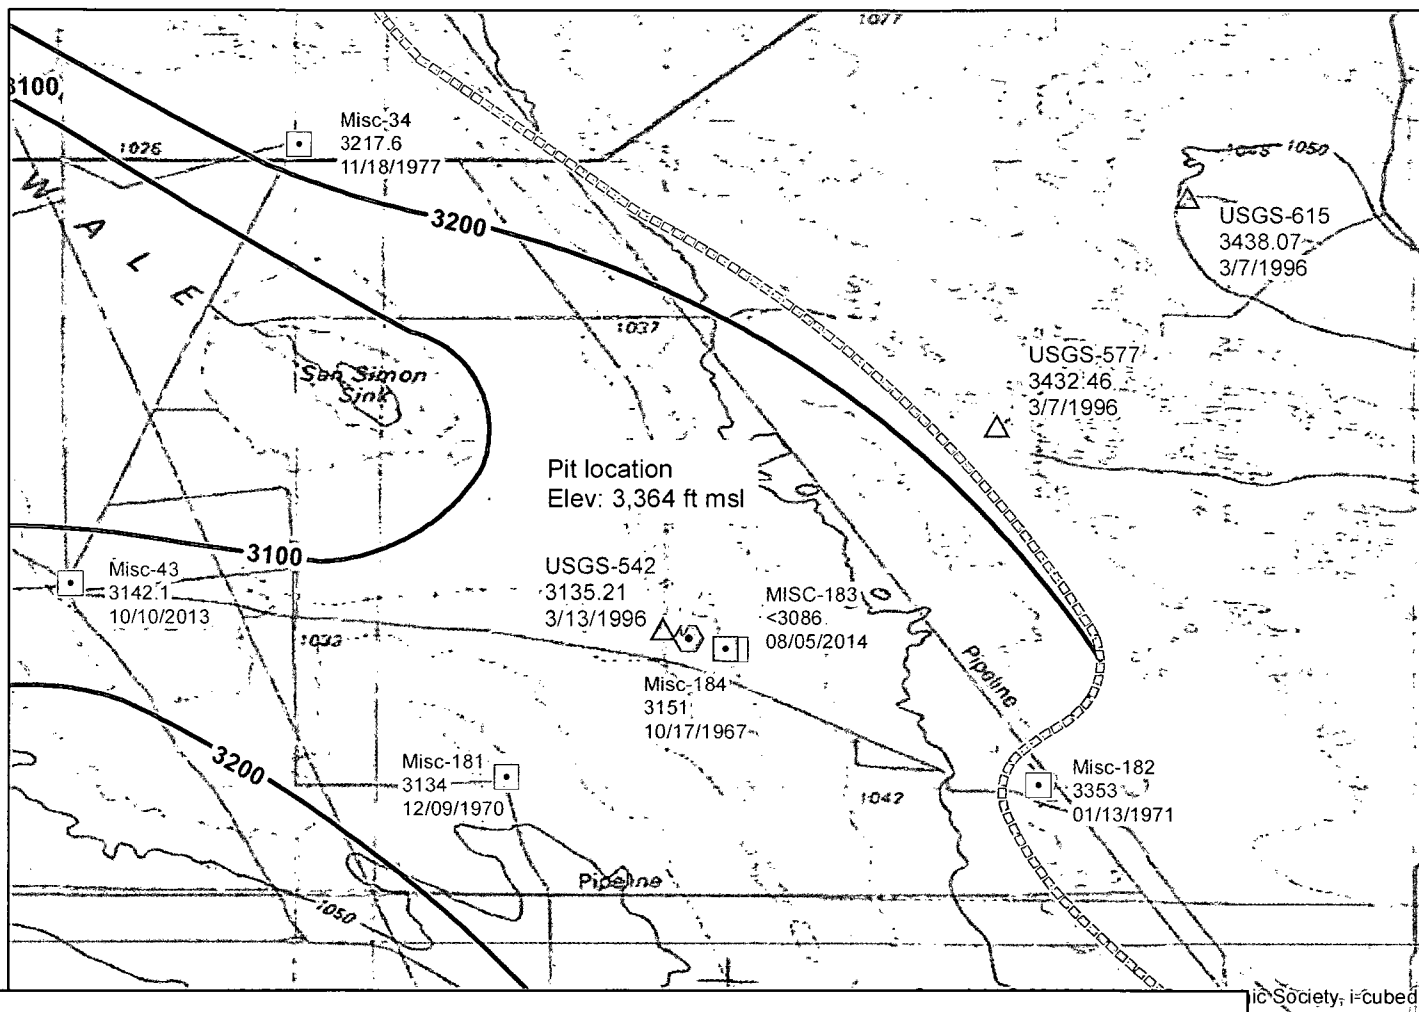 1077
3100
Misc-34
3217.6
11/18/1977
1026
1050
SWALE
3200
USGS-615
3438.07
3/7/1996
1037
San Simon
Sink
USGS-577
3432.46
3/7/1996
Pit location
Elev: 3,364 ft msl
3100
Misc-43
3142.1
10/10/2013
USGS-542
3135.21
3/13/1996
MISC-183
<3086
08/05/2014
1033
Pipeline
Misc-184
3151
10/17/1967
3200
Misc-181
3134
12/09/1970
Misc-182
3353
01/13/1971
1042
Pipeline
1050
ic Society, i-cubed